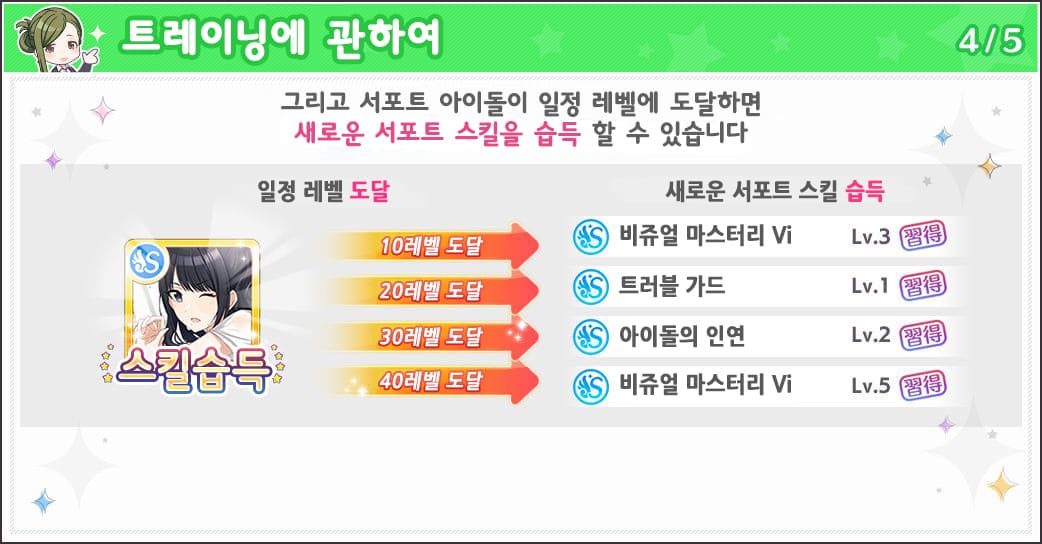 트레이닝에 관하여
4/5
그리고 서포트 아이돌이 일정 레벨에 도달하면
새로운 서포트 스킬을 습득 할 수 있습니다
일정 레벨 도달
새로운 서포트 스킬 습득
S
스킬습득
10레벨 도달
S 비쥬얼 마스터리 Vi Lv.3 習得
20레벨 도달
S 트러블 가드 Lv.1 習得
30레벨 도달
S 아이돌의 인연 Lv.2 習得
40레벨 도달
S 비쥬얼 마스터리 Vi Lv.5 習得